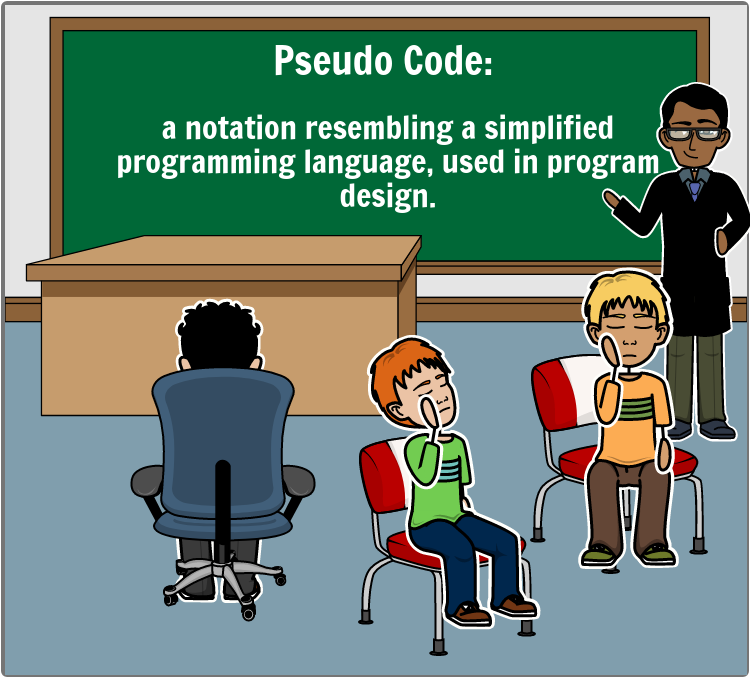 Pseudo Code:
a notation resembling a simplified
programming language, used in program
design.